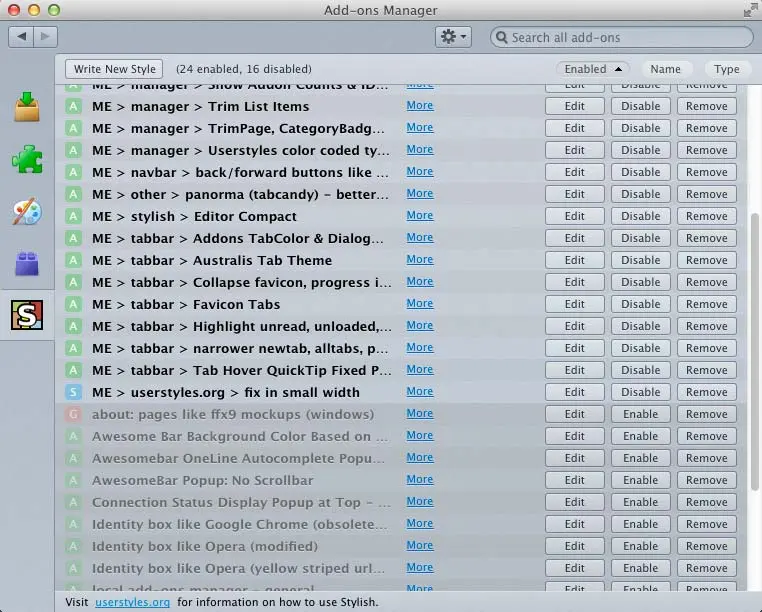 Add-ons Manager
Search all add-ons
Write New Style (24 enabled, 16 disabled) Enabled Name Type
A ME > manager > Show Addon Counts & ID... More Edit Disable Remove
A ME > manager > Trim List Items More Edit Disable Remove
A ME > manager > TrimPage, CategoryBadg... More Edit Disable Remove
A ME > manager > Userstyles color coded ty... More Edit Disable Remove
A ME > navbar > back/forward buttons like ... More Edit Disable Remove
A ME > other > panorma (tabcandy) - better... More Edit Disable Remove
A ME > stylish > Editor Compact More Edit Disable Remove
A ME > tabbar > Addons TabColor & Dialog... More Edit Disable Remove
A ME > tabbar > Australis Tab Theme More Edit Disable Remove
A ME > tabbar > Collapse favicon, progress i... More Edit Disable Remove
A ME > tabbar > Favicon Tabs More Edit Disable Remove
A ME > tabbar > Highlight unread, unloaded,... More Edit Disable Remove
A ME > tabbar > narrower newtab, alltabs, p... More Edit Disable Remove
A ME > tabbar > Tab Hover QuickTip Fixed P... More Edit Disable Remove
S ME > userstyles.org > fix in small width More Edit Disable Remove
G about: pages like ffx9 mockups (windows) More Edit Enable Remove
A Awesome Bar Background Color Based on ... More Edit Enable Remove
A Awesomebar OneLine Autocomplete Popu... More Edit Enable Remove
A AwesomeBar Popup: No Scrollbar More Edit Enable Remove
A Connection Status Display Popup at Top - ... More Edit Enable Remove
A Identity box like Google Chrome (obsolete... More Edit Enable Remove
A Identity box like Opera (modified) More Edit Enable Remove
A Identity box like Opera (yellow striped url... More Edit Enable Remove
A local add-ons manager - general More Edit Enable Remove
S
Visit userstyles.org for information on how to use Stylish.